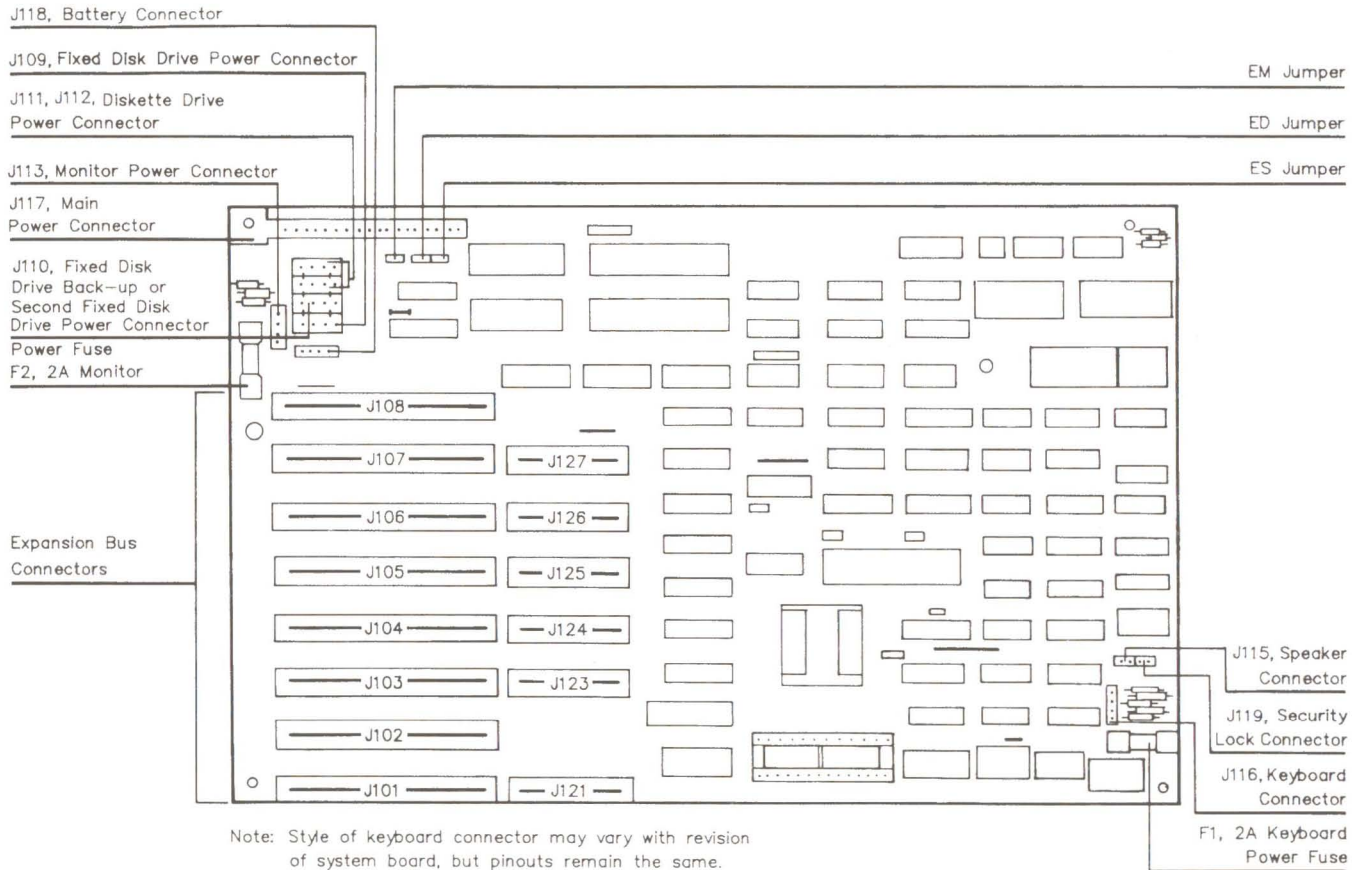 J118, Battery Connector
J109, Fixed Disk Drive Power Connector
J111, J112, Diskette Drive
Power Connector
J113, Monitor Power Connector
J117, Main
Power Connector
J110, Fixed Disk
Drive Back-up or
Second Fixed Disk
Drive Power Connector
Power Fuse
F2, 2A Monitor
Expansion Bus
Connectors
EM Jumper
ED Jumper
ES Jumper
J108
J107
J127
J106
J126
J105
J125
J104
J124
J103
J123
J102
J101
J121
J115, Speaker
Connector
J119, Security
Lock Connector
J116, Keyboard
Connector
F1, 2A Keyboard
Power Fuse
Note: Style of keyboard connector may vary with revision
of system board, but pinouts remain the same.